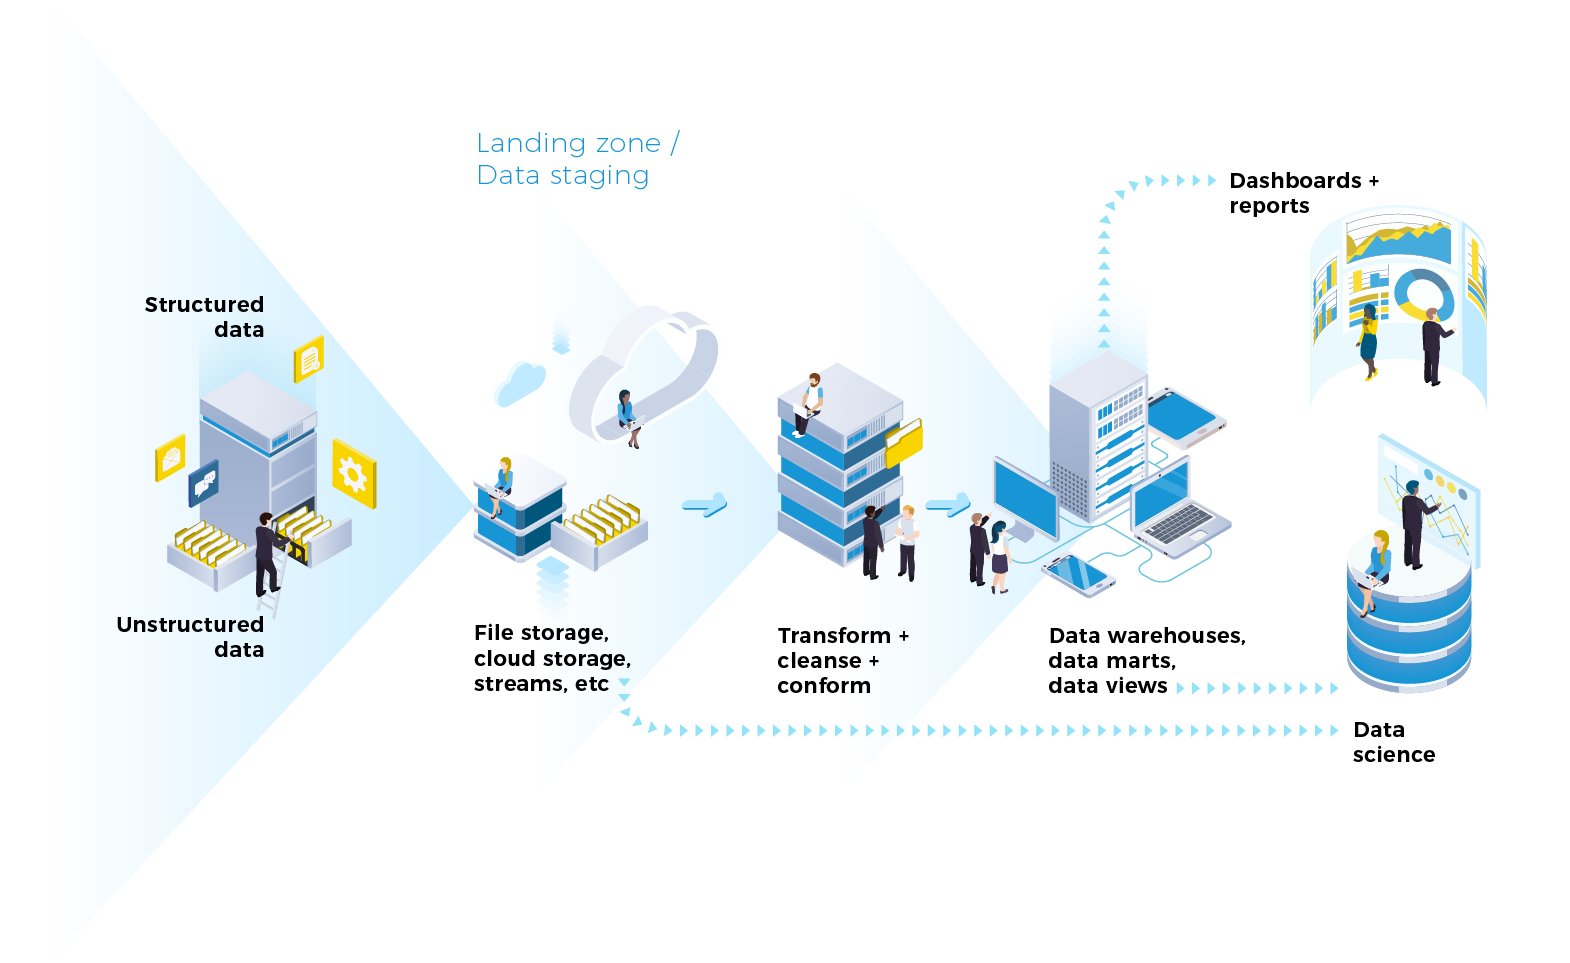 Landing zone /
Data staging
Dashboards +
reports
Structured
data
Unstructured
data
File storage,
cloud storage,
streams, etc
Transform +
cleanse +
conform
Data warehouses,
data marts,
data views
Data
science